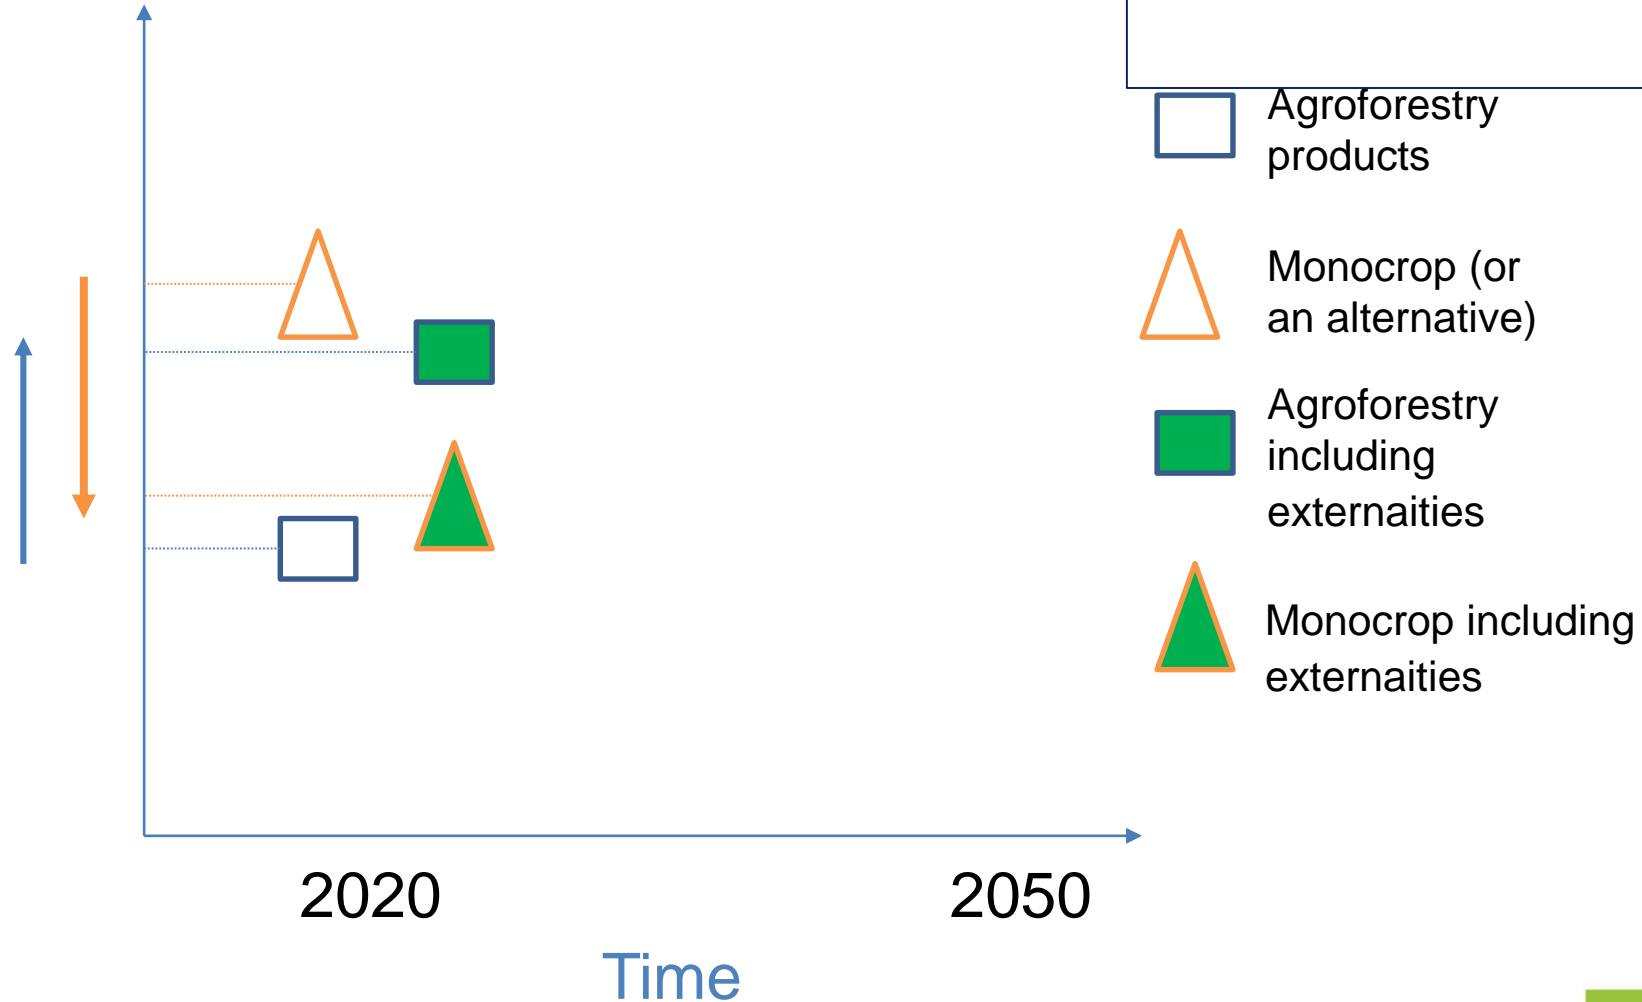 Agroforestry
products
Monocrop (or
an alternative)
Agroforestry
including
externaities
Monocrop including
externaities
2020
2050
Time